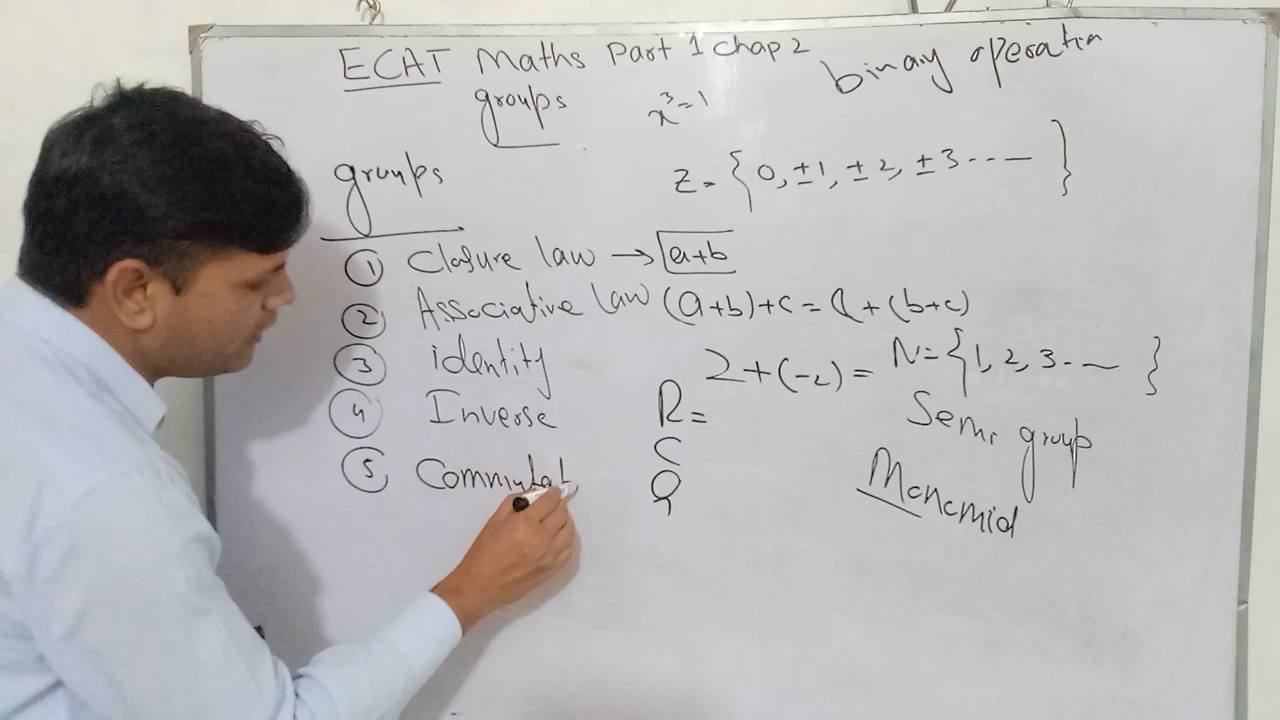 ECAT Maths Part 1 Chap 2
groups
x³=1
binary operation
groups
Z = { 0, ±1, ±2, ±3 ---- }
① Closure law → a+b
② Associative law (a+b)+c = a+(b+c)
③ identity
2+(-2) =
N = { 1, 2, 3 -- }
④ Inverse
R =
Semi group
C
⑤ Commutat
Q
Monomid